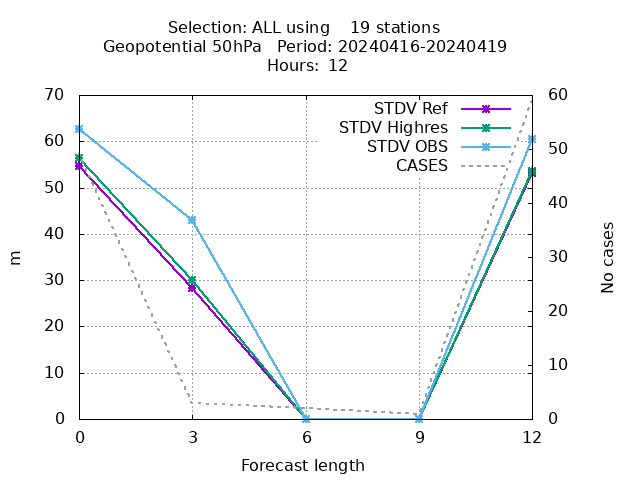 Selection: ALL using    19 stations
Geopotential 50hPa   Period: 20240416-20240419
Hours:  12
70
60
50
40
30
20
10
0
m
60
50
40
30
20
10
0
No cases
STDV Ref
STDV Highres
STDV OBS
CASES
0 3 6 9 12
Forecast length